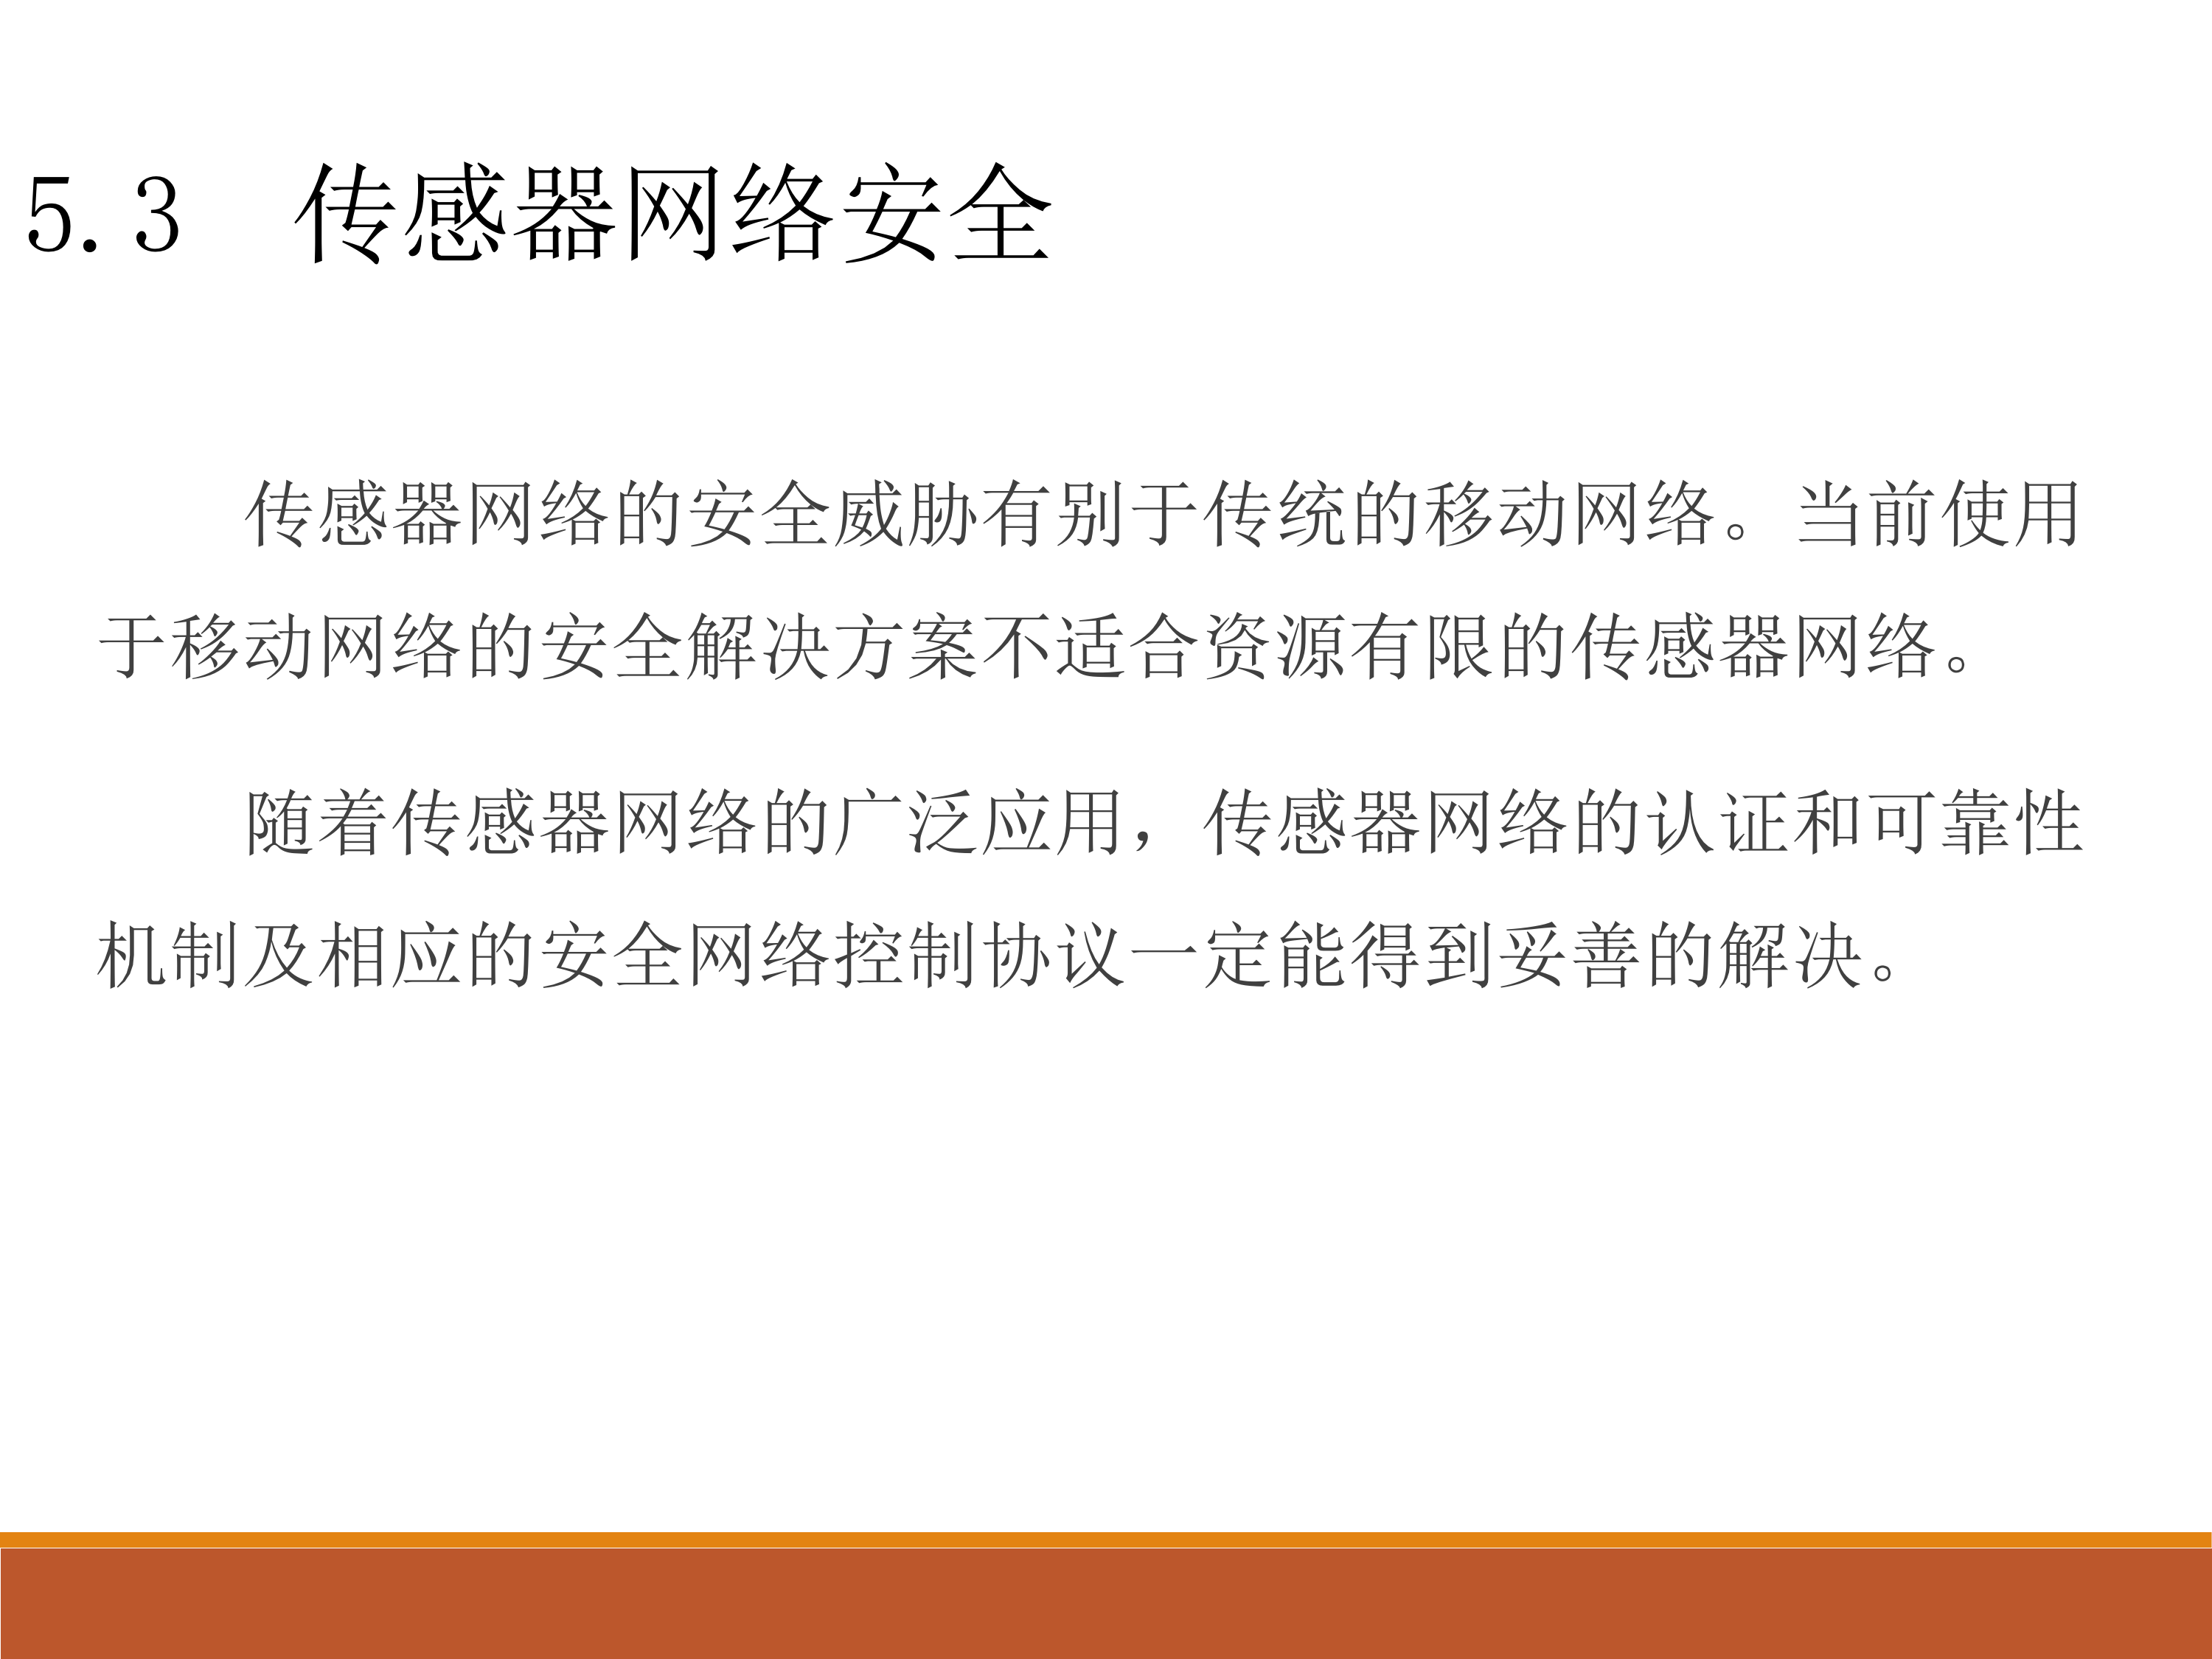 5.3 传感器网络安全
传感器网络的安全威胁有别于传统的移动网络。当前使用
于移动网络的安全解决方案不适合资源有限的传感器网络。
随着传感器网络的广泛应用,传感器网络的认证和可靠性
机制及相应的安全网络控制协议一定能得到妥善的解决。